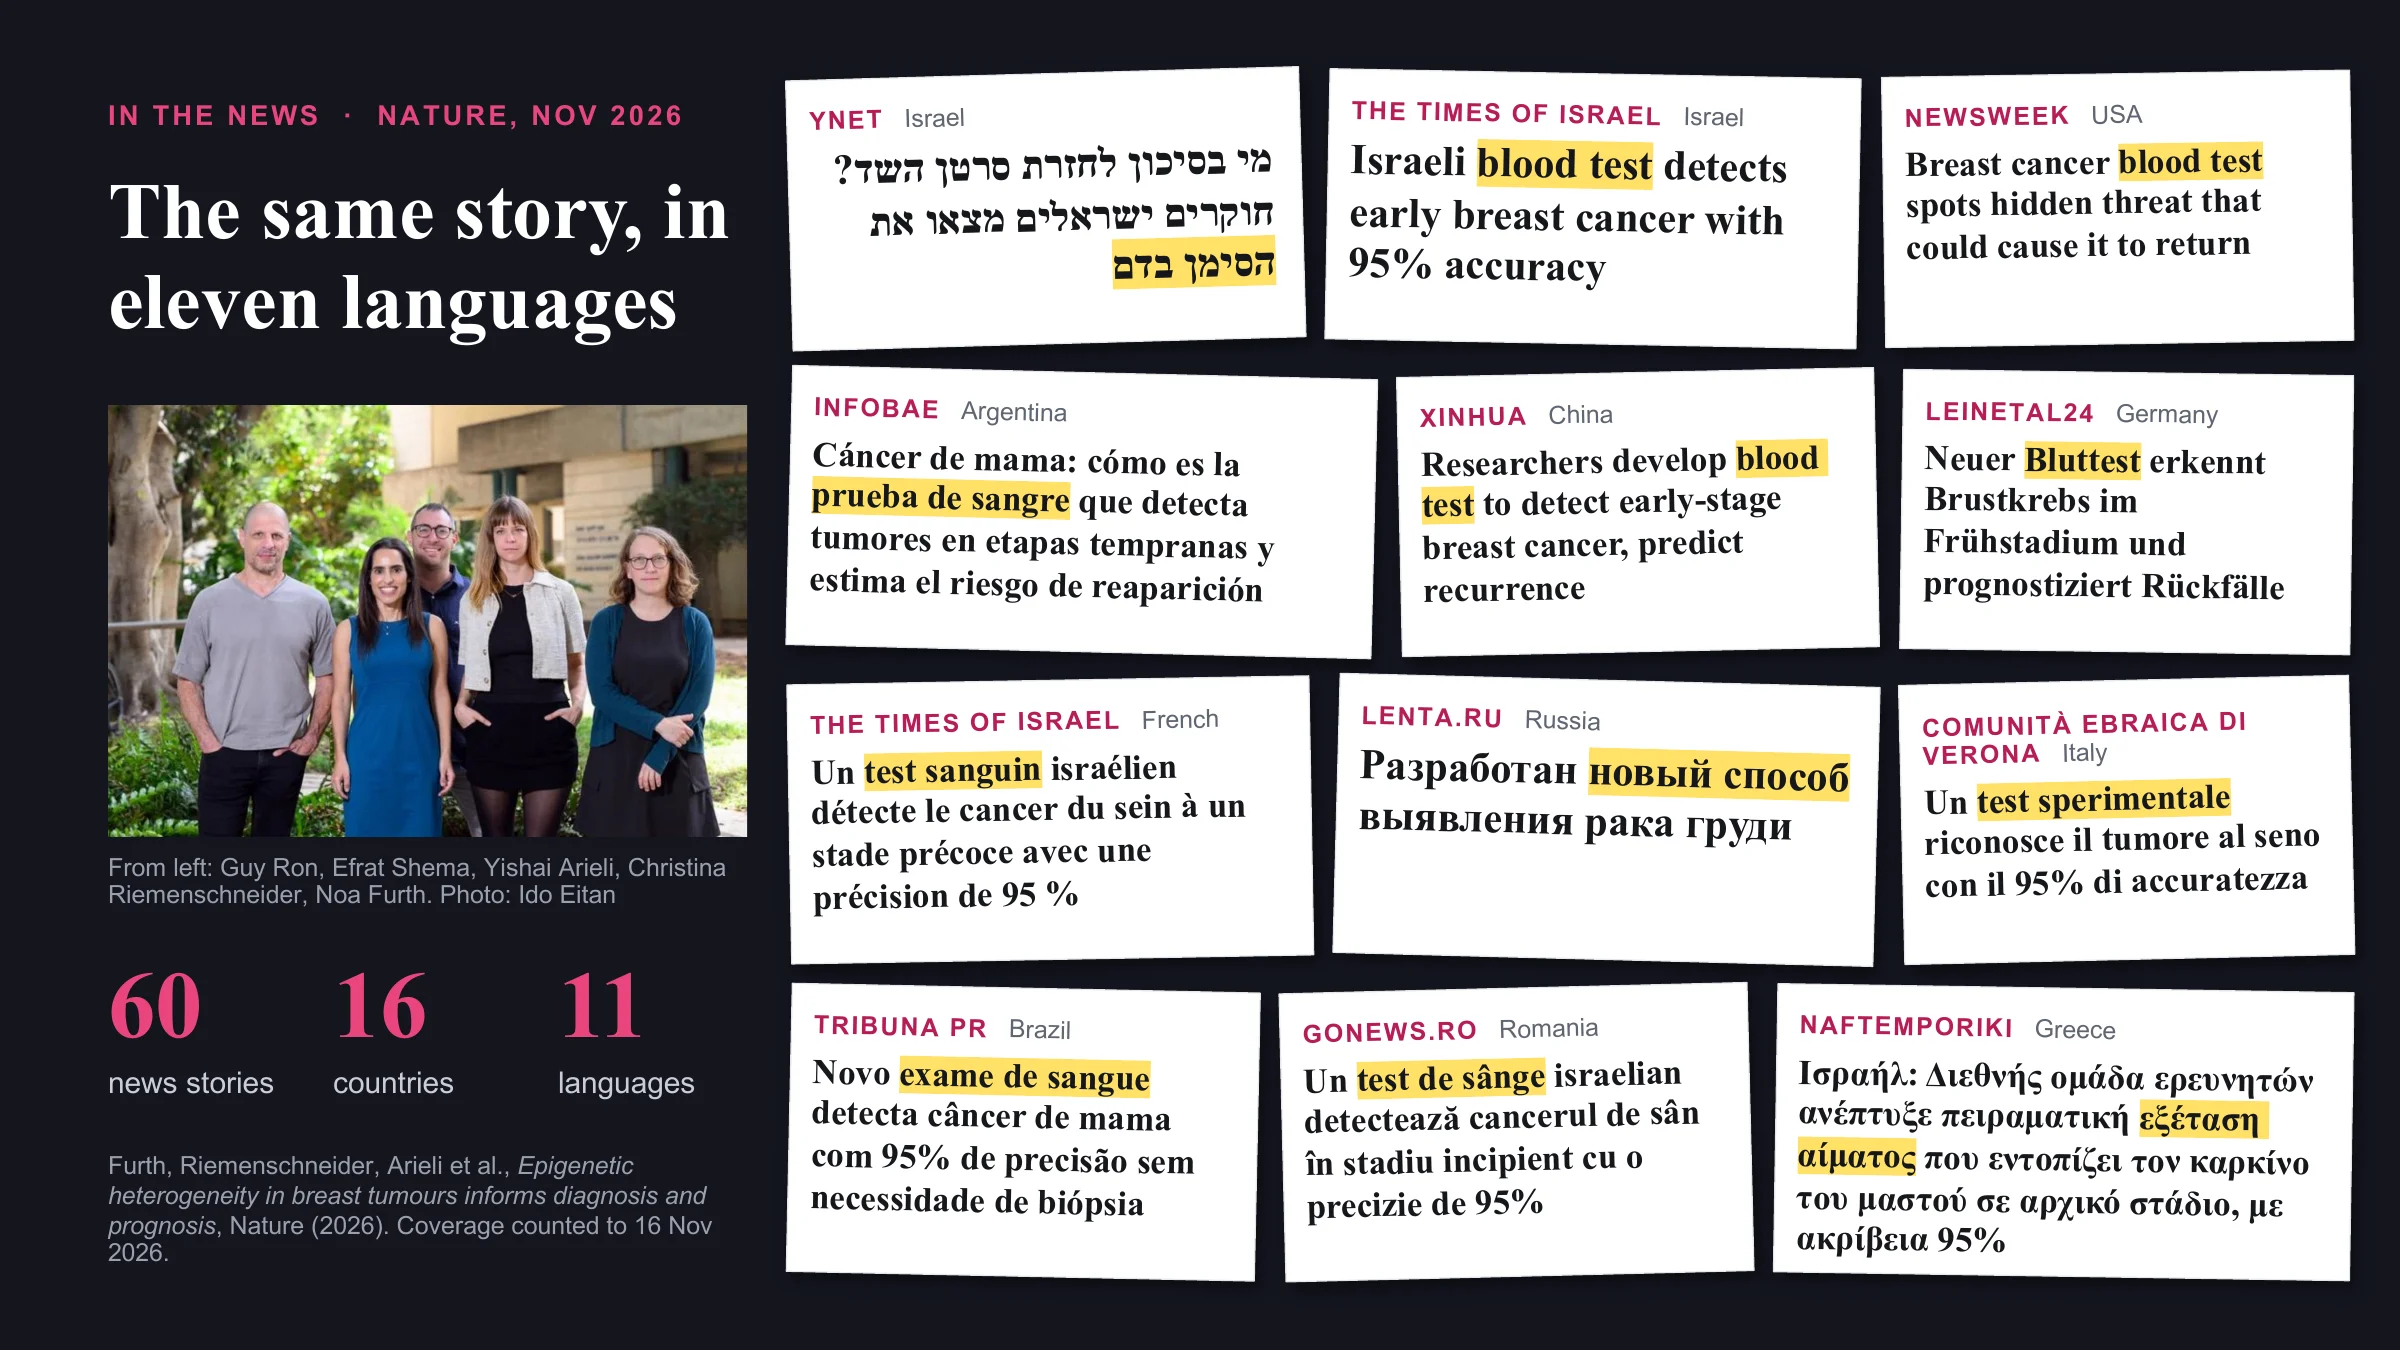 IN THE NEWS · NATURE, NOV 2026
The same story, in
eleven languages
From left: Guy Ron, Efrat Shema, Yishai Arieli, Christina
Riemenschneider, Noa Furth. Photo: Ido Eitan
60
news stories
16
countries
11
languages
Furth, Riemenschneider, Arieli et al., Epigenetic
heterogeneity in breast tumours informs diagnosis and
prognosis, Nature (2026). Coverage counted to 16 Nov
2026.
YNET Israel
מי בסיכון לחזרת סרטן השד?
חוקרים ישראלים מצאו את
הסימן בדם
THE TIMES OF ISRAEL Israel
Israeli blood test detects
early breast cancer with
95% accuracy
NEWSWEEK USA
Breast cancer blood test
spots hidden threat that
could cause it to return
INFOBAE Argentina
Cáncer de mama: cómo es la
prueba de sangre que detecta
tumores en etapas tempranas y
estima el riesgo de reaparición
XINHUA China
Researchers develop blood
test to detect early-stage
breast cancer, predict
recurrence
LEINETAL24 Germany
Neuer Bluttest erkennt
Brustkrebs im
Frühstadium und
prognostiziert Rückfälle
THE TIMES OF ISRAEL French
Un test sanguin israélien
détecte le cancer du sein à un
stade précoce avec une
précision de 95 %
LENTA.RU Russia
Разработан новый способ
выявления рака груди
COMUNITÀ EBRAICA DI
VERONA Italy
Un test sperimentale
riconosce il tumore al seno
con il 95% di accuratezza
TRIBUNA PR Brazil
Novo exame de sangue
detecta câncer de mama
com 95% de precisão sem
necessidade de biópsia
GONEWS.RO Romania
Un test de sânge israelian
detectează cancerul de sân
în stadiu incipient cu o
precizie de 95%
NAFTEMPORIKI Greece
Ισραήλ: Διεθνής ομάδα ερευνητών
ανέπτυξε πειραματική εξέταση
αίματος που εντοπίζει τον καρκίνο
του μαστού σε αρχικό στάδιο, με
ακρίβεια 95%